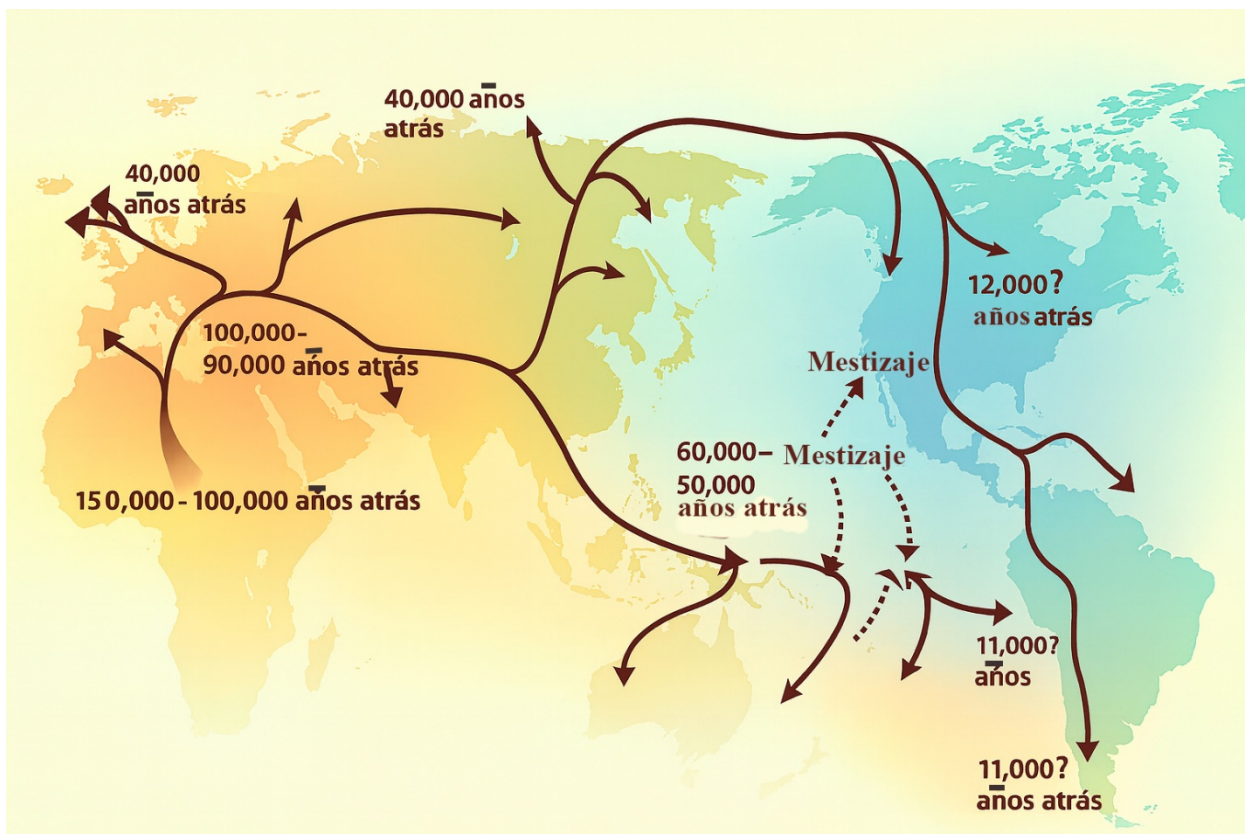 40,000 años
atrás
40,000
años atrás
100,000–
90,000 años atrás
150,000 – 100,000 años atrás
12,000?
años atrás
Mestizaje
60,000–
50,000
años atrás
Mestizaje
11,000?
años
11,000?
años atrás